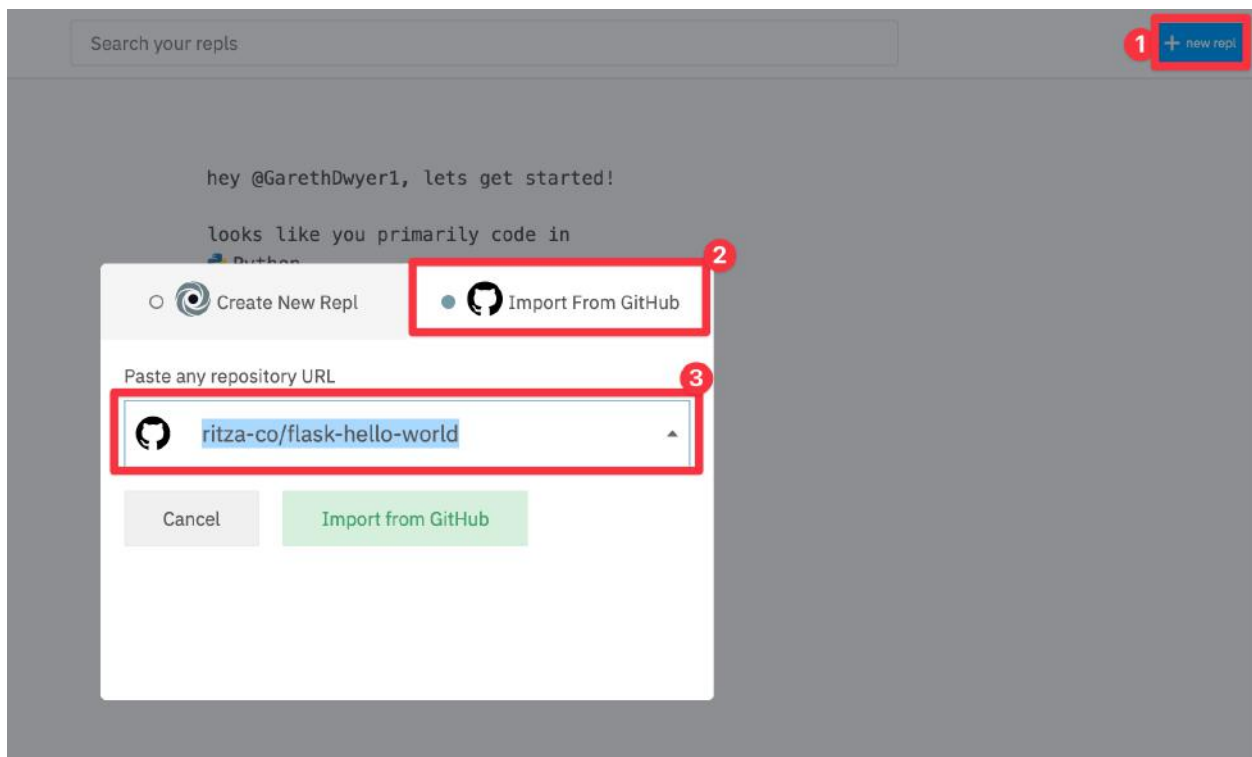 Search your repls
1
+ new repl
hey @GarethDwyer1, lets get started!
looks like you primarily code in
Python
2
Create New Repl
Import From GitHub
Paste any repository URL
3
ritza-co/flask-hello-world
Cancel
Import from GitHub